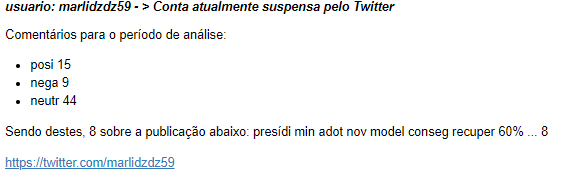 usuario: marlidzdz59 - > Conta atualmente suspensa pelo Twitter
Comentários para o período de análise:
• posi 15
• nega 9
• neutr 44
Sendo destes, 8 sobre a publicação abaixo: presídi min adot nov model conseg recuper 60% ... 8
https://twitter.com/marlidzdz59